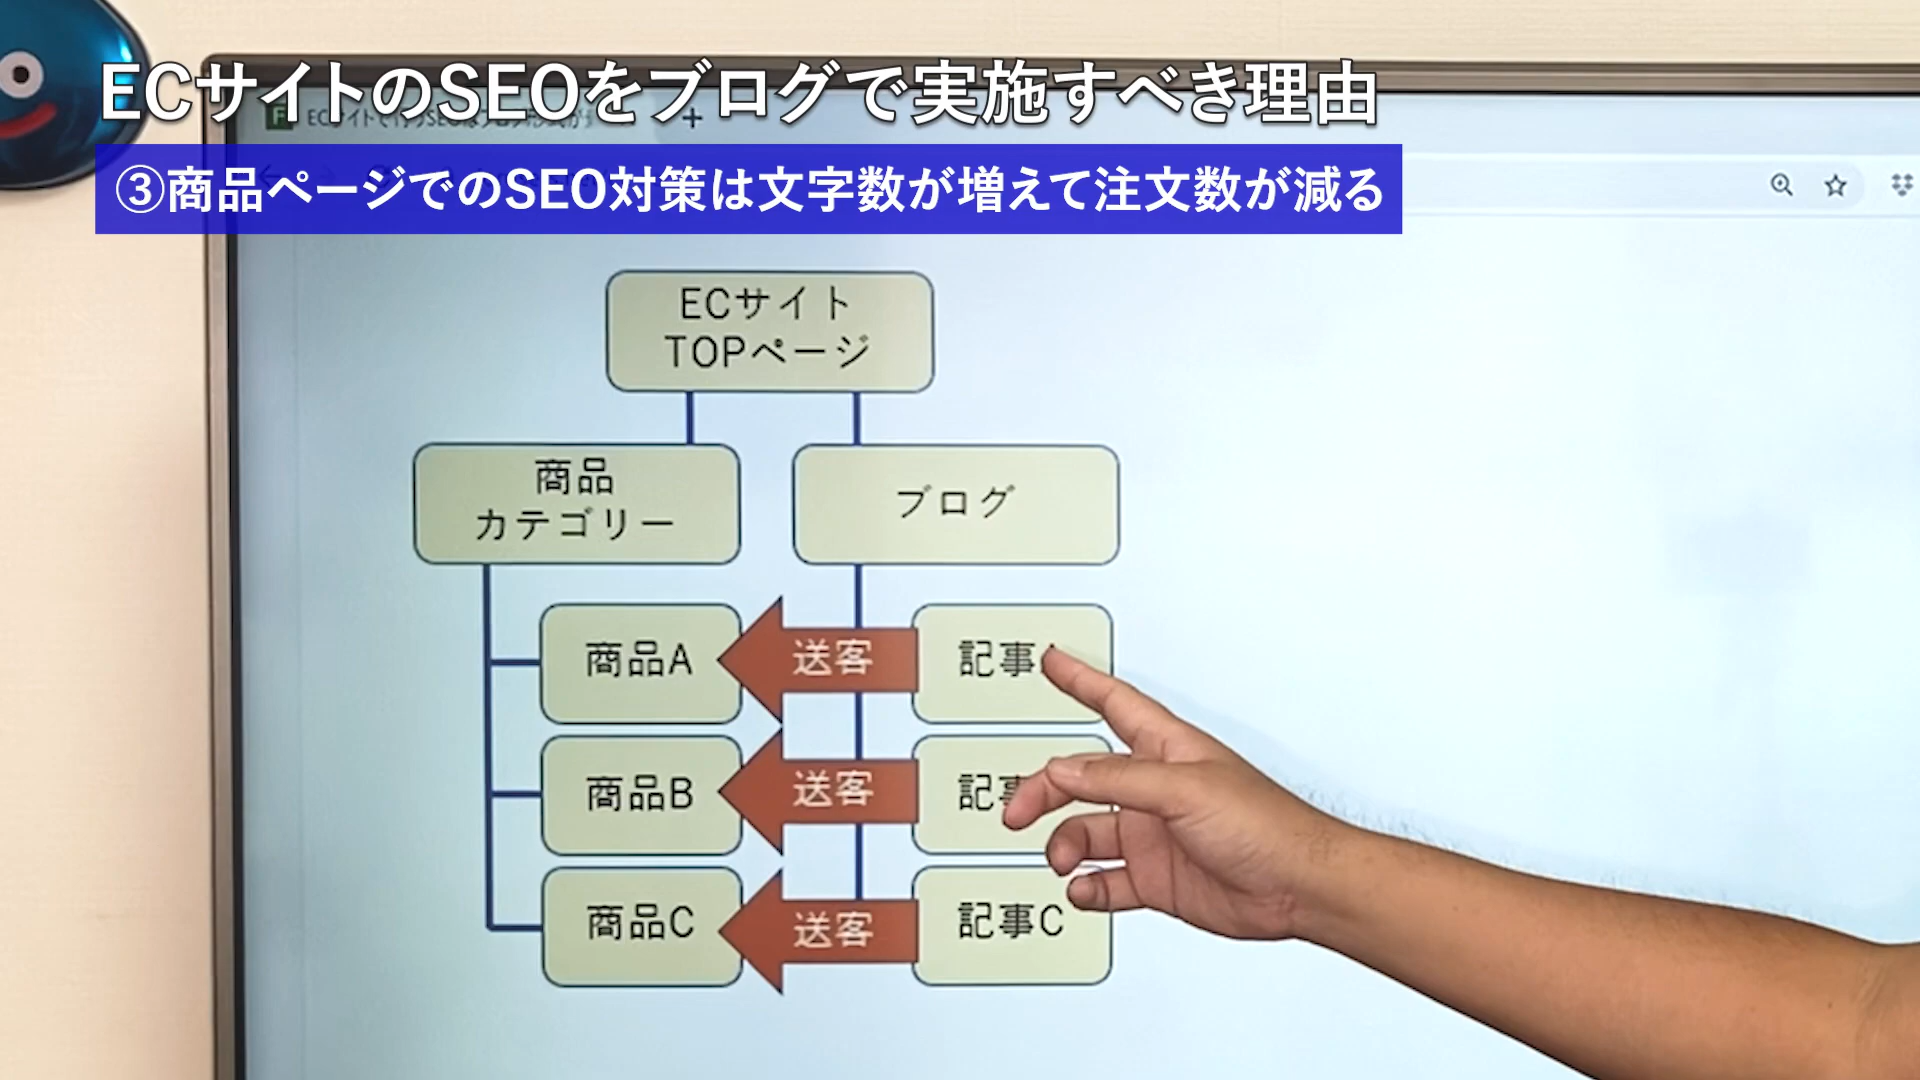 ECサイトのSEOをブログで実施すべき理由
③商品ページでのSEO対策は文字数が増えて注文数が減る
ECサイト
TOPページ
商品
カテゴリー
ブログ
商品A
送客
記事
商品B
送客
商品C
送客
記事C